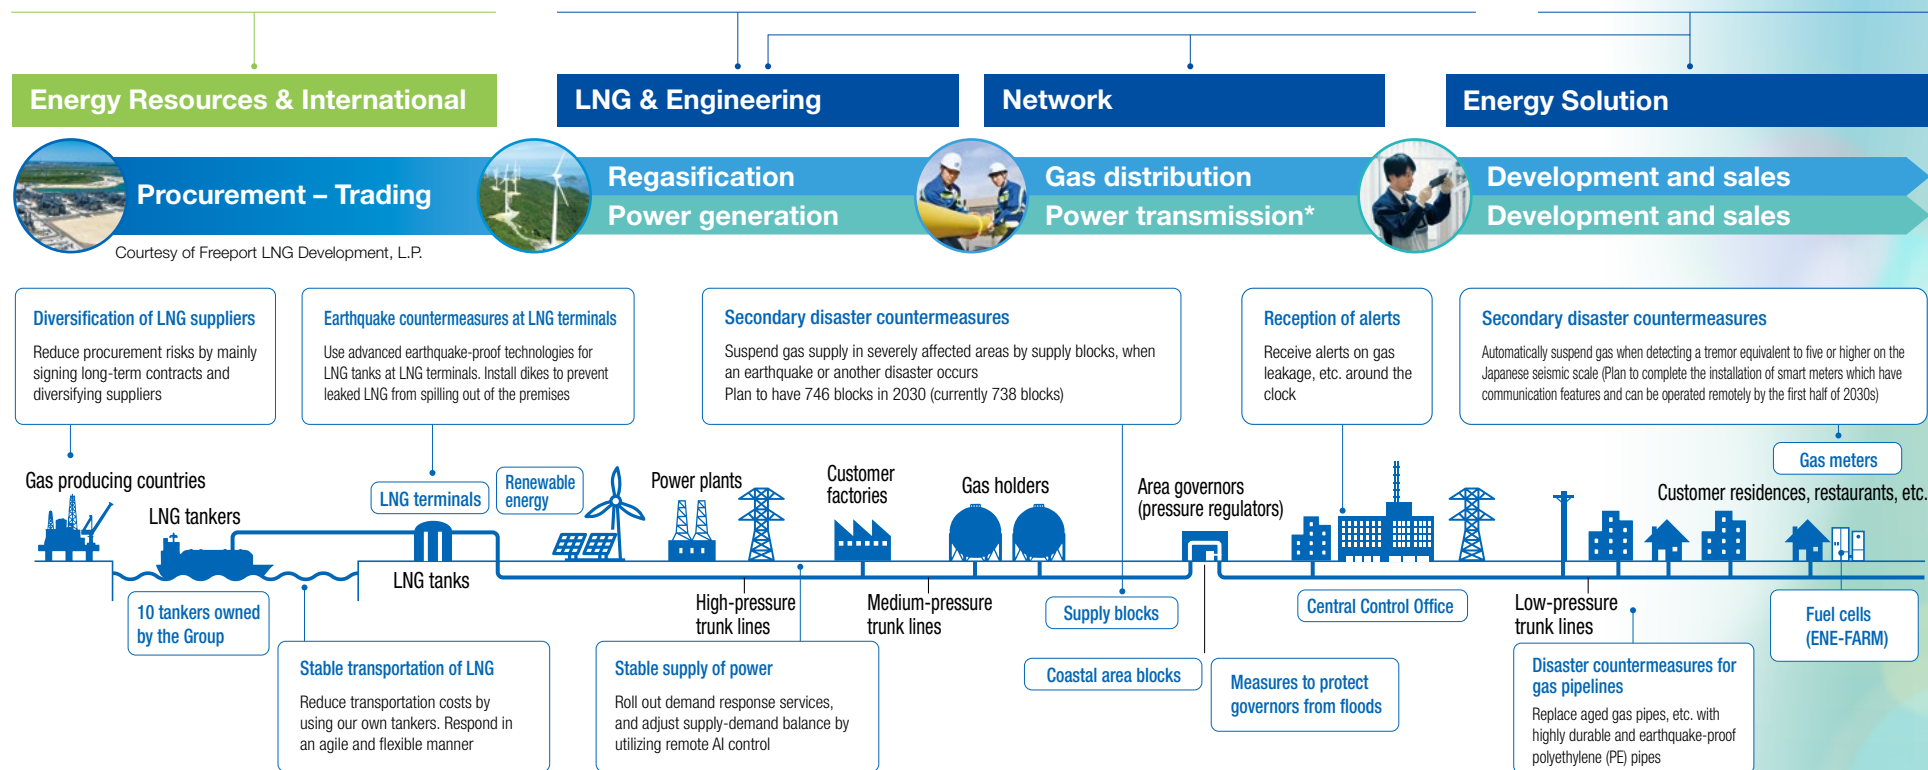 Energy Resources & International
LNG & Engineering
Network
Energy Solution
Procurement – Trading
Regasification
Power generation
Gas distribution
Power transmission*
Development and sales
Development and sales
Courtesy of Freeport LNG Development, L.P.
Diversification of LNG suppliers
Reduce procurement risks by mainly
signing long-term contracts and
diversifying suppliers
Earthquake countermeasures at LNG terminals
Use advanced earthquake-proof technologies for
LNG tanks at LNG terminals. Install dikes to prevent
leaked LNG from spilling out of the premises
Secondary disaster countermeasures
Suspend gas supply in severely affected areas by supply blocks, when
an earthquake or another disaster occurs
Plan to have 746 blocks in 2030 (currently 738 blocks)
Reception of alerts
Receive alerts on gas
leakage, etc. around the
clock
Secondary disaster countermeasures
Automatically suspend gas when detecting a tremor equivalent to five or higher on the
Japanese seismic scale (Plan to complete the installation of smart meters which have
communication features and can be operated remotely by the first half of 2030s)
Gas producing countries
LNG tankers
LNG terminals
Renewable
energy
Power plants
Customer
factories
Gas holders
Area governors
(pressure regulators)
Gas meters
Customer residences, restaurants, etc.
LNG tanks
10 tankers owned
by the Group
High-pressure
trunk lines
Medium-pressure
trunk lines
Supply blocks
Central Control Office
Low-pressure
trunk lines
Fuel cells
(ENE-FARM)
Stable transportation of LNG
Reduce transportation costs by
using our own tankers. Respond in
an agile and flexible manner
Stable supply of power
Roll out demand response services,
and adjust supply-demand balance by
utilizing remote AI control
Coastal area blocks
Measures to protect
governors from floods
Disaster countermeasures for
gas pipelines
Replace aged gas pipes, etc. with
highly durable and earthquake-proof
polyethylene (PE) pipes